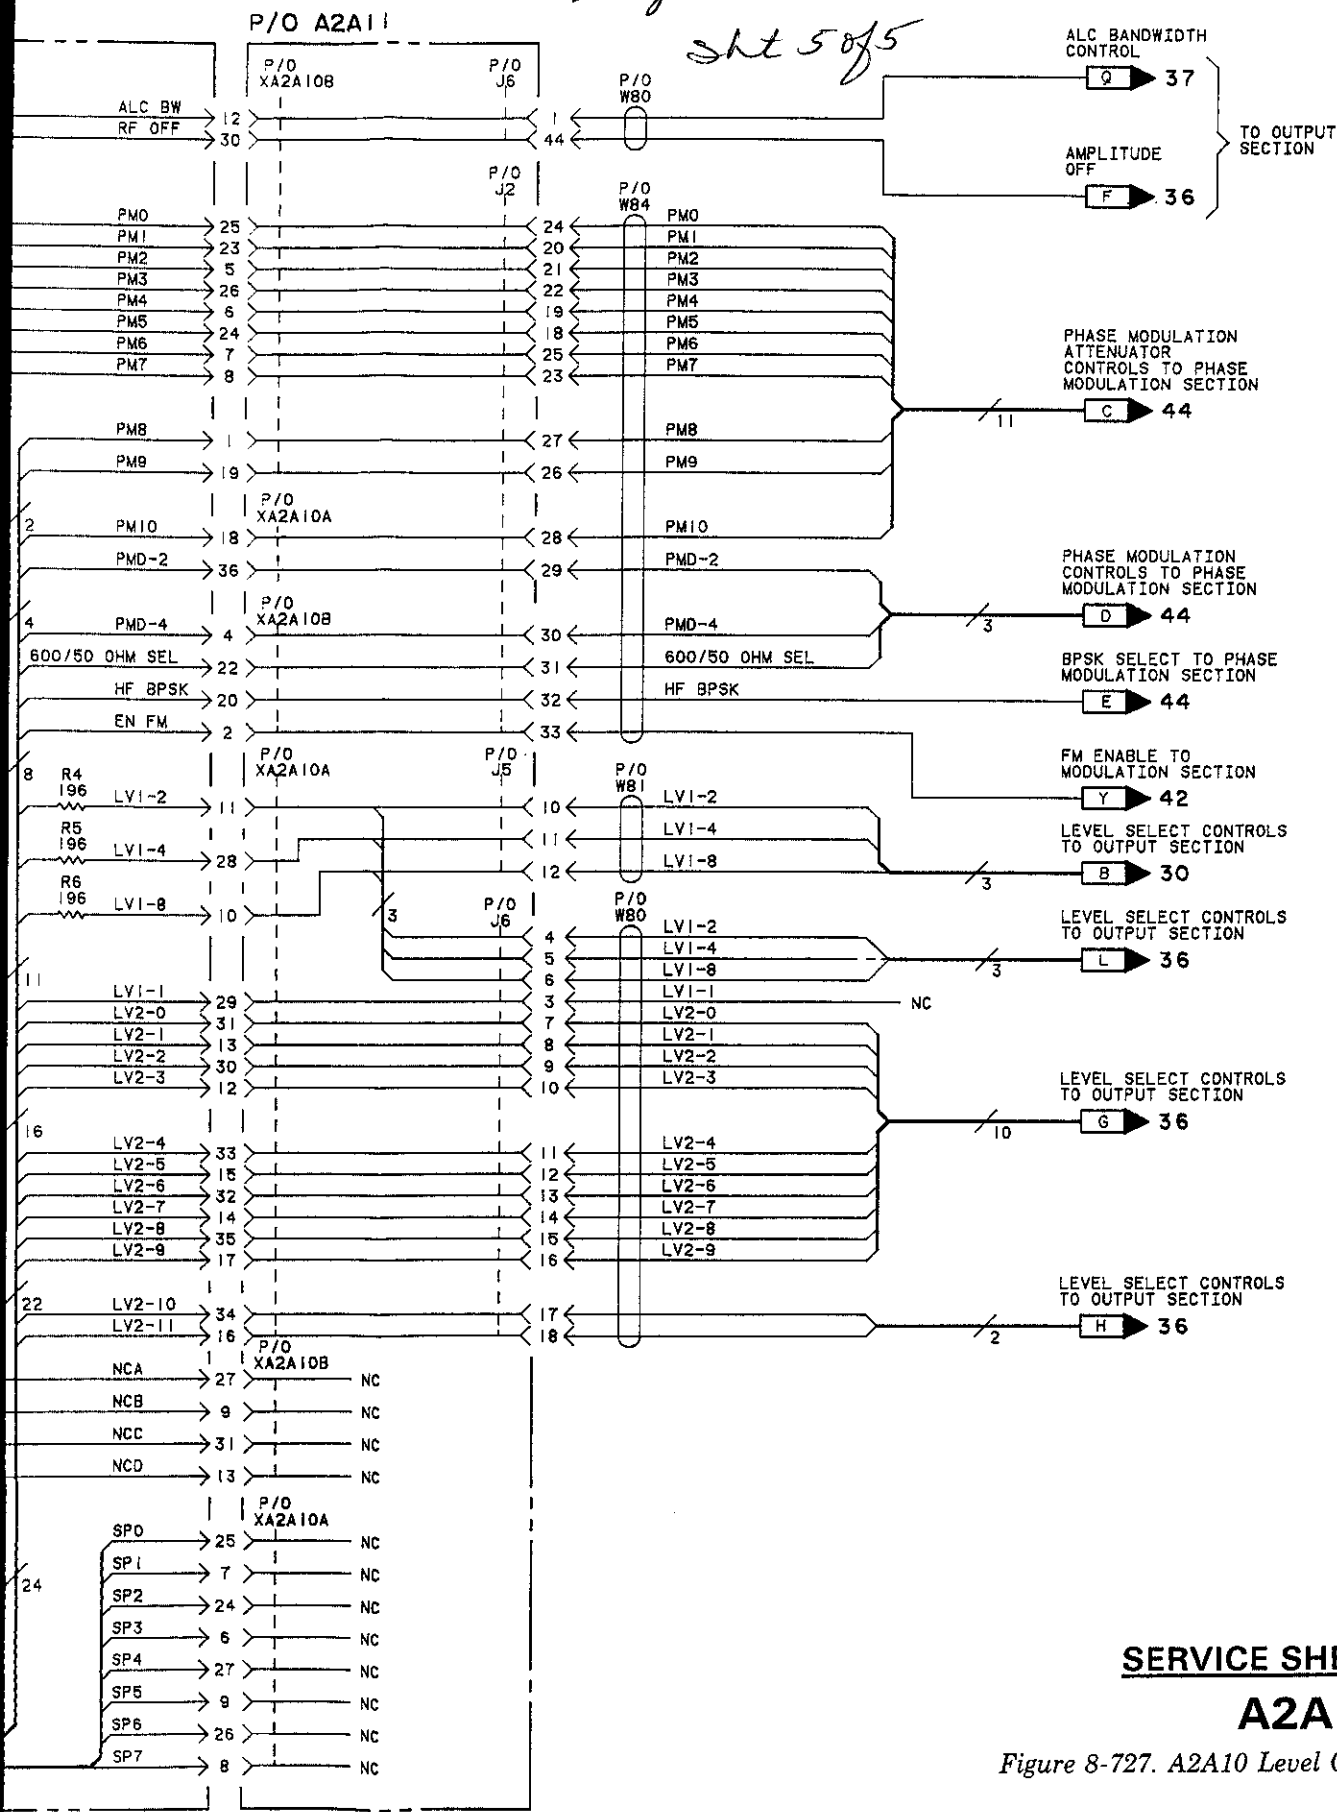 P/O A2A11
sht 5 of 5
P/O
XA2A10B
P/O
J6
P/O
W80
ALC BANDWIDTH
CONTROL
Q 37
ALC BW 12 1
RF OFF 30 44
TO OUTPUT
SECTION
AMPLITUDE
OFF
F 36
P/O
J2
P/O
W84
PM0 25 24 PM0
PM1 23 20 PM1
PM2 5 21 PM2
PM3 26 22 PM3
PM4 6 19 PM4
PM5 24 18 PM5
PM6 7 25 PM6
PM7 8 23 PM7
PHASE MODULATION
ATTENUATOR
CONTROLS TO PHASE
MODULATION SECTION
11 C 44
PM8 1 27 PM8
PM9 19 26 PM9
P/O
XA2A10A
2
PM10 18 28 PM10
PMD-2 36 29 PMD-2
PHASE MODULATION
CONTROLS TO PHASE
MODULATION SECTION
3 D 44
P/O
XA2A10B
4
PMD-4 4 30 PMD-4
600/50 OHM SEL 22 31 600/50 OHM SEL
HF BPSK 20 32 HF BPSK
BPSK SELECT TO PHASE
MODULATION SECTION
E 44
EN FM 2 33
FM ENABLE TO
MODULATION SECTION
Y 42
8
P/O
XA2A10A
P/O
J5
P/O
W81
R4
196
LV1-2 11 10 LV1-2
R5
196
LV1-4 28 11 LV1-4
R6
196
LV1-8 10 12 LV1-8
LEVEL SELECT CONTROLS
TO OUTPUT SECTION
3 B 30
3
P/O
J6
P/O
W80
4 LV1-2
5 LV1-4
6 LV1-8
LEVEL SELECT CONTROLS
TO OUTPUT SECTION
3 L 36
11
LV1-1 29 3 LV1-1 NC
LV2-0 31 7 LV2-0
LV2-1 13 8 LV2-1
LV2-2 30 9 LV2-2
LV2-3 12 10 LV2-3
LEVEL SELECT CONTROLS
TO OUTPUT SECTION
10 G 36
16
LV2-4 33 11 LV2-4
LV2-5 15 12 LV2-5
LV2-6 32 13 LV2-6
LV2-7 14 14 LV2-7
LV2-8 35 15 LV2-8
LV2-9 17 16 LV2-9
22
LV2-10 34 17
LV2-11 16 18
LEVEL SELECT CONTROLS
TO OUTPUT SECTION
2 H 36
P/O
XA2A10B
NCA 27 NC
NCB 9 NC
NCC 31 NC
NCD 13 NC
P/O
XA2A10A
24
SP0 25 NC
SP1 7 NC
SP2 24 NC
SP3 6 NC
SP4 27 NC
SP5 9 NC
SP6 26 NC
SP7 8 NC
SERVICE SHE
A2A
Figure 8-727. A2A10 Level